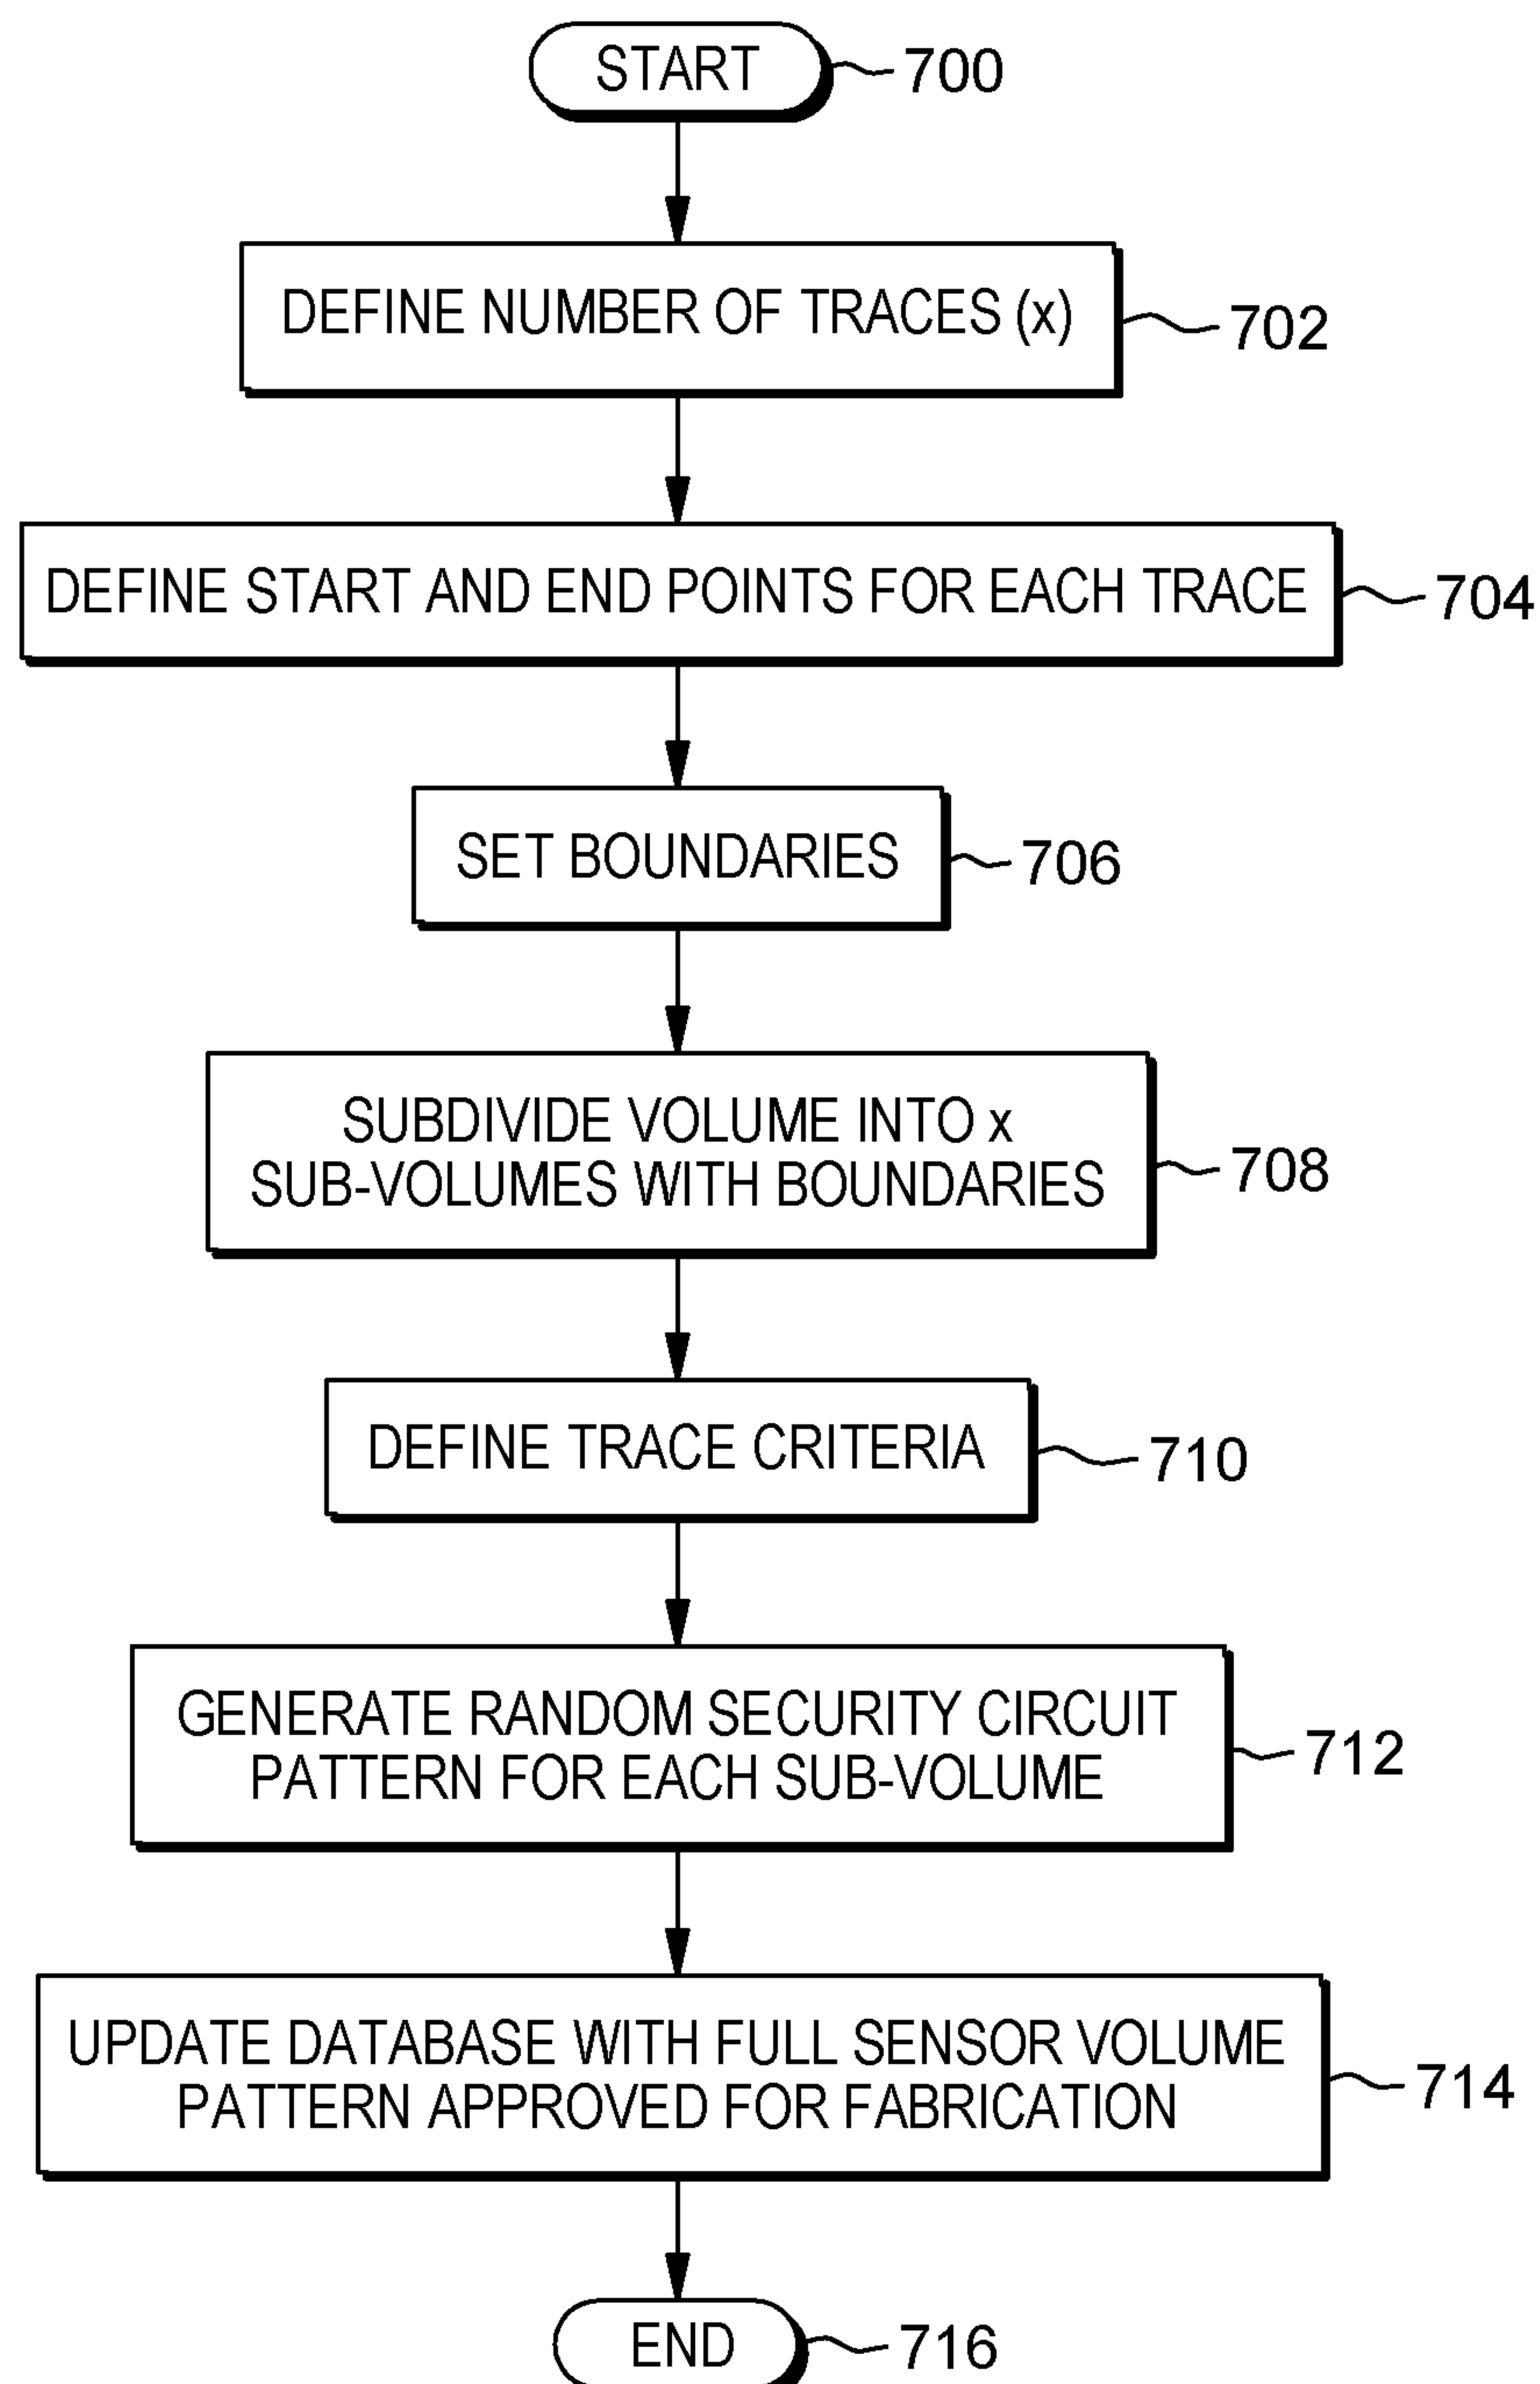 START
700
DEFINE NUMBER OF TRACES (x)
702
DEFINE START AND END POINTS FOR EACH TRACE
704
SET BOUNDARIES
706
SUBDIVIDE VOLUME INTO x
SUB-VOLUMES WITH BOUNDARIES
708
DEFINE TRACE CRITERIA
710
GENERATE RANDOM SECURITY CIRCUIT
PATTERN FOR EACH SUB-VOLUME
712
UPDATE DATABASE WITH FULL SENSOR VOLUME
PATTERN APPROVED FOR FABRICATION
714
END
716